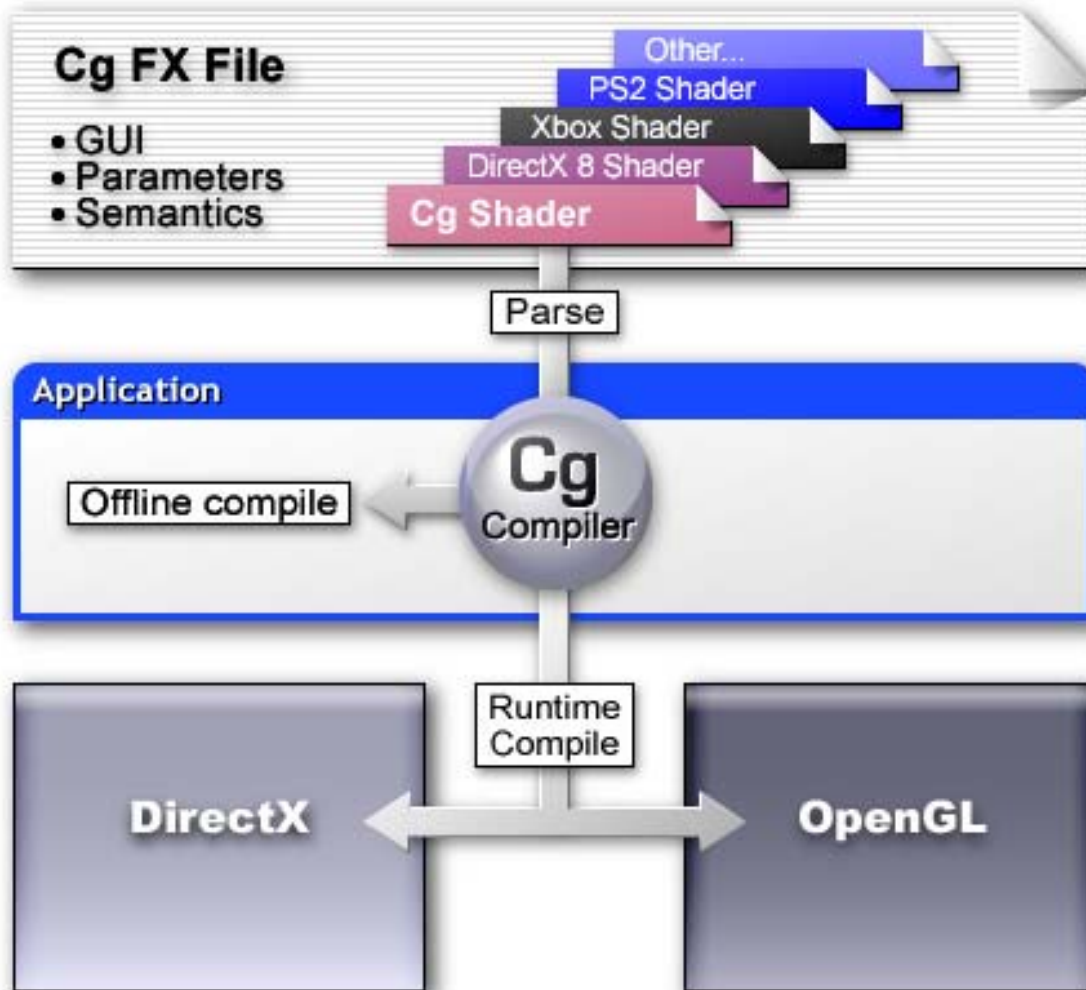 Cg FX File
• GUI
• Parameters
• Semantics
Other...
PS2 Shader
Xbox Shader
DirectX 8 Shader
Cg Shader
Parse
Application
Cg
Compiler
Offline compile
Runtime
Compile
DirectX
OpenGL